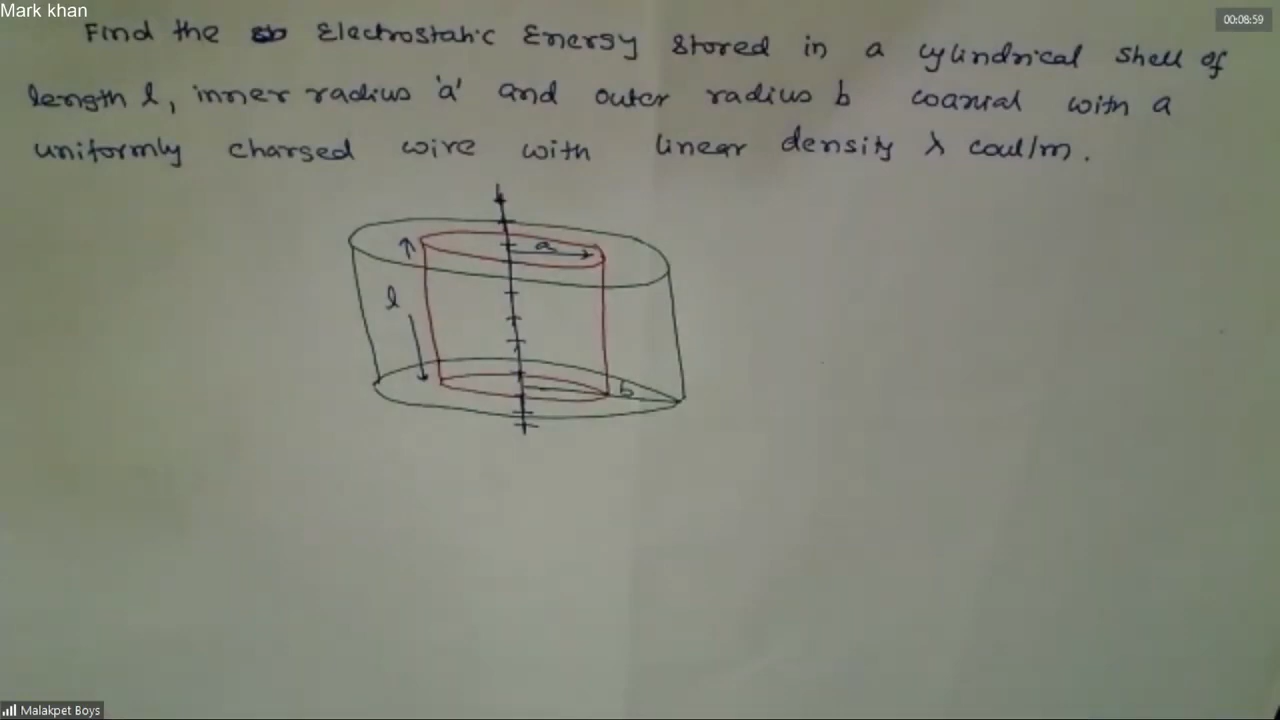 Mark khan
00:08:59
Find the Electrostatic Energy stored in a cylindrical shell of
length l, inner radius 'a' and outer radius b coaxial with a
uniformly charged wire with linear density λ coul/m.
a
l
b
Malakpet Boys